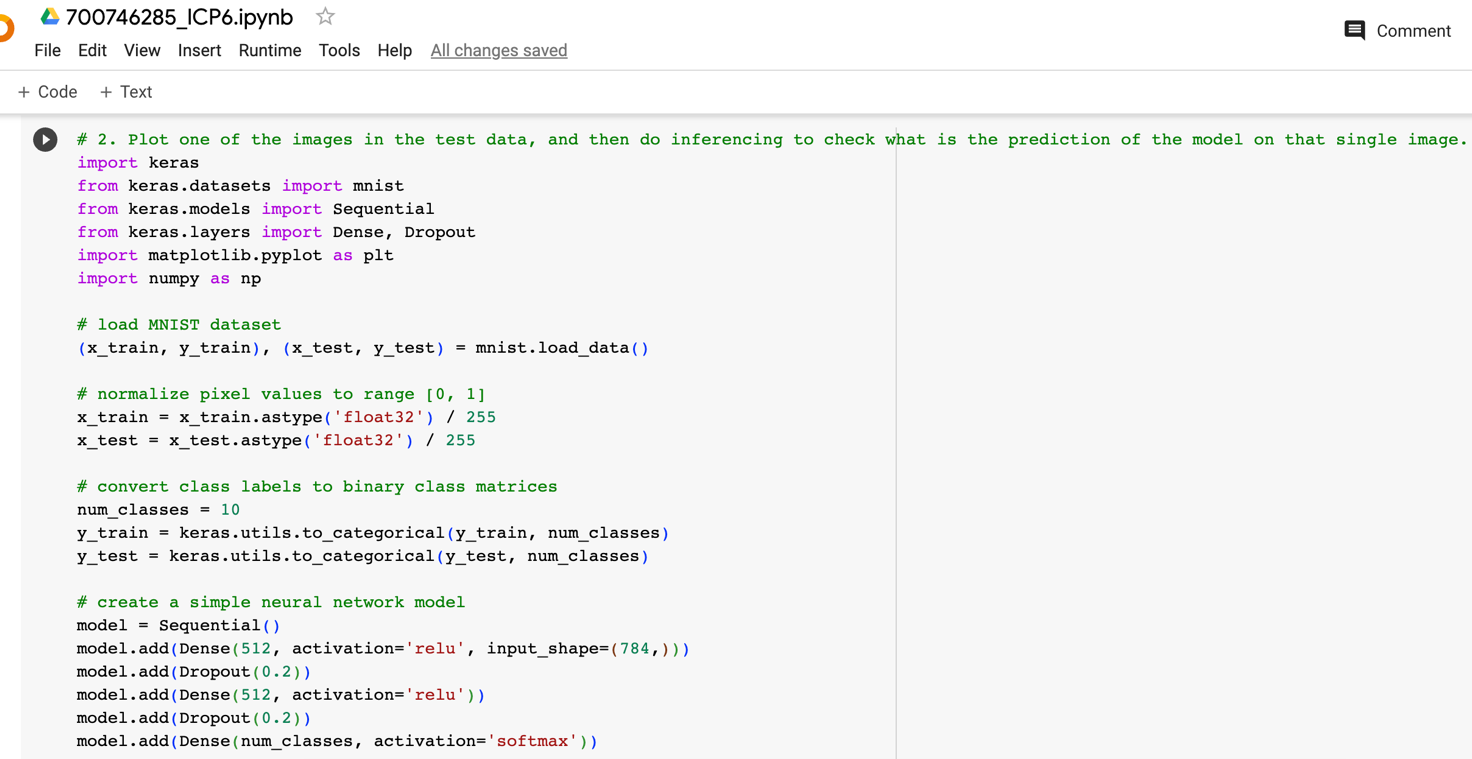 700746285_ICP6.ipynb
Comment
File Edit View Insert Runtime Tools Help All changes saved
+ Code + Text
# 2. Plot one of the images in the test data, and then do inferencing to check what is the prediction of the model on that single image.
import keras
from keras.datasets import mnist
from keras.models import Sequential
from keras.layers import Dense, Dropout
import matplotlib.pyplot as plt
import numpy as np
# load MNIST dataset
(x_train, y_train), (x_test, y_test) = mnist.load_data()
# normalize pixel values to range [0, 1]
x_train = x_train.astype('float32') / 255
x_test = x_test.astype('float32') / 255
# convert class labels to binary class matrices
num_classes = 10
y_train = keras.utils.to_categorical(y_train, num_classes)
y_test = keras.utils.to_categorical(y_test, num_classes)
# create a simple neural network model
model = Sequential()
model.add(Dense(512, activation='relu', input_shape=(784,)))
model.add(Dropout(0.2))
model.add(Dense(512, activation='relu'))
model.add(Dropout(0.2))
model.add(Dense(num_classes, activation='softmax'))